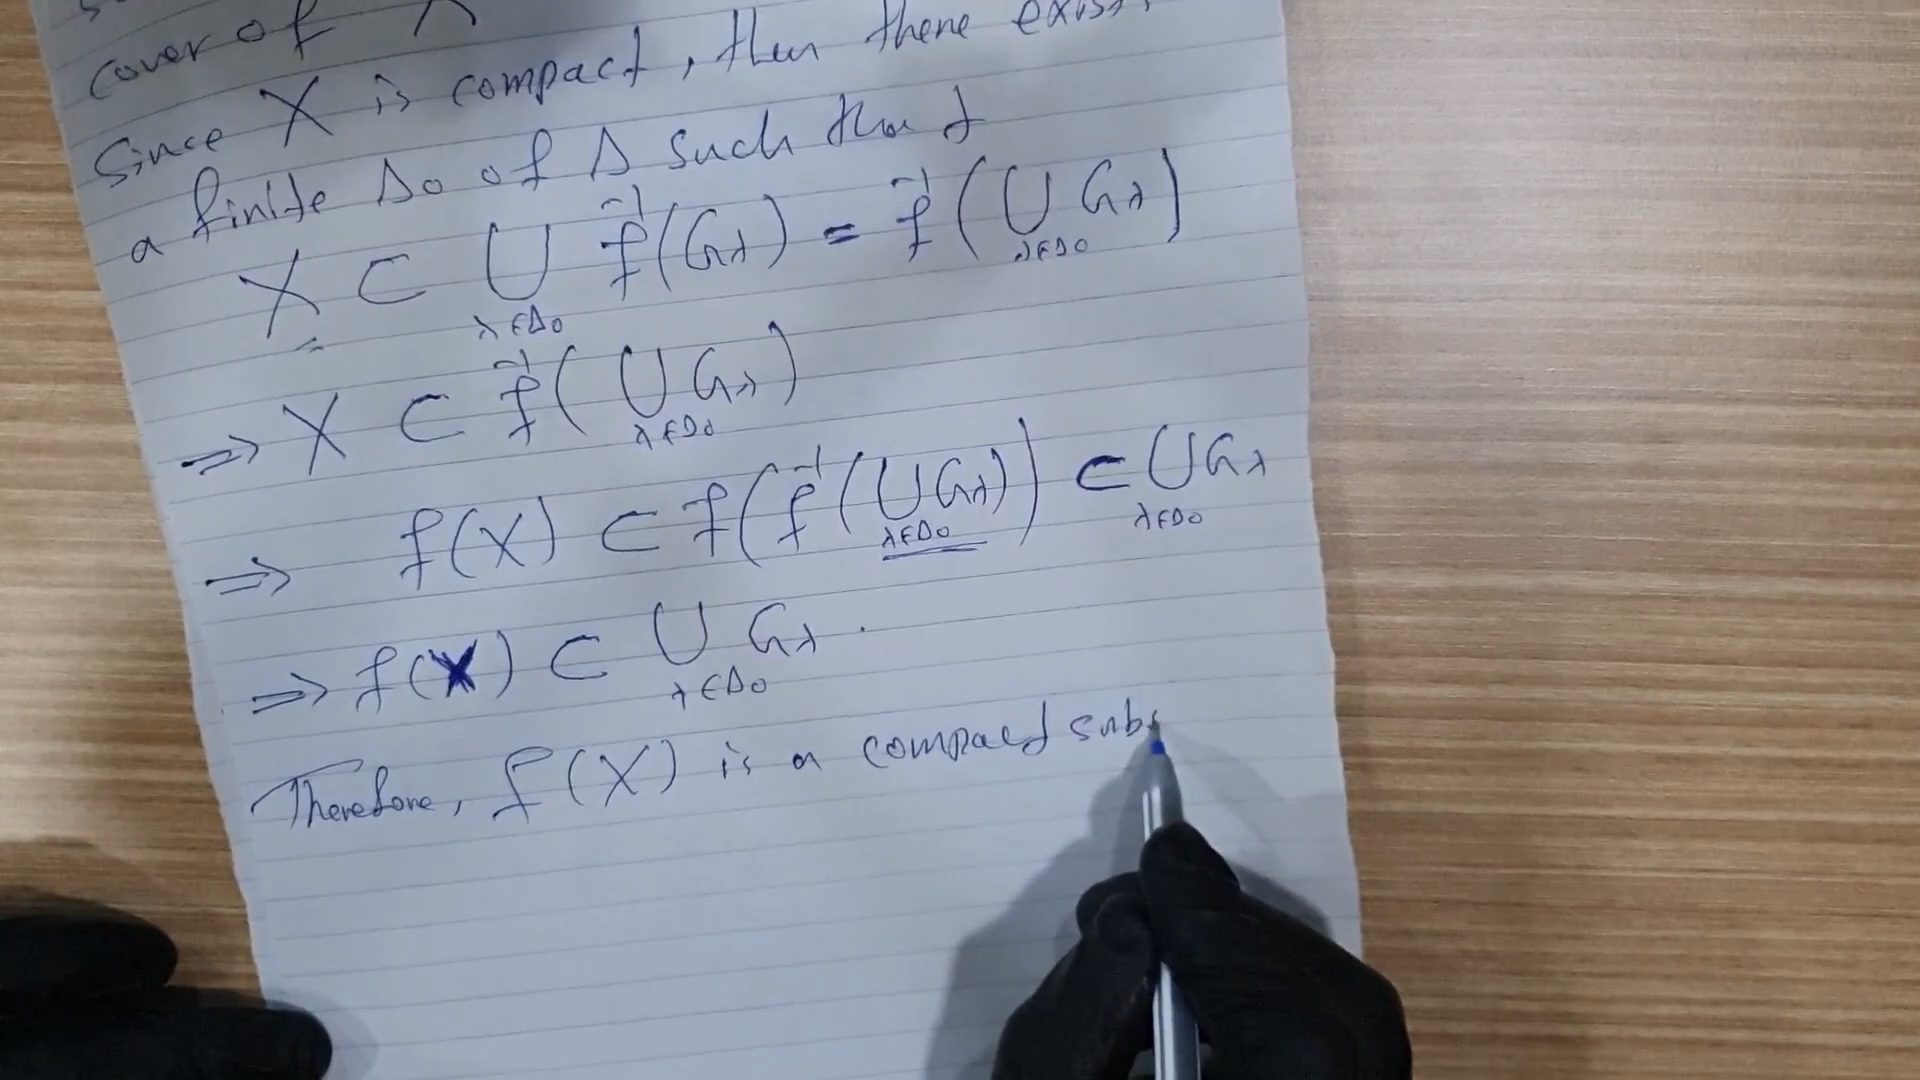 cover of X
Since X is compact, then there exist
a finite Δ₀ of Δ such that
X ⊂ ⋃_{λ∈Δ₀} f⁻¹(G_λ) = f⁻¹(⋃_{λ∈Δ₀} G_λ)
⇒ X ⊂ f⁻¹(⋃_{λ∈Δ₀} G_λ)
⇒ f(X) ⊂ f(f⁻¹(⋃_{λ∈Δ₀} G_λ)) ⊂ ⋃_{λ∈Δ₀} G_λ
⇒ f(X) ⊂ ⋃_{λ∈Δ₀} G_λ .
Therefore, f(X) is a compact subs